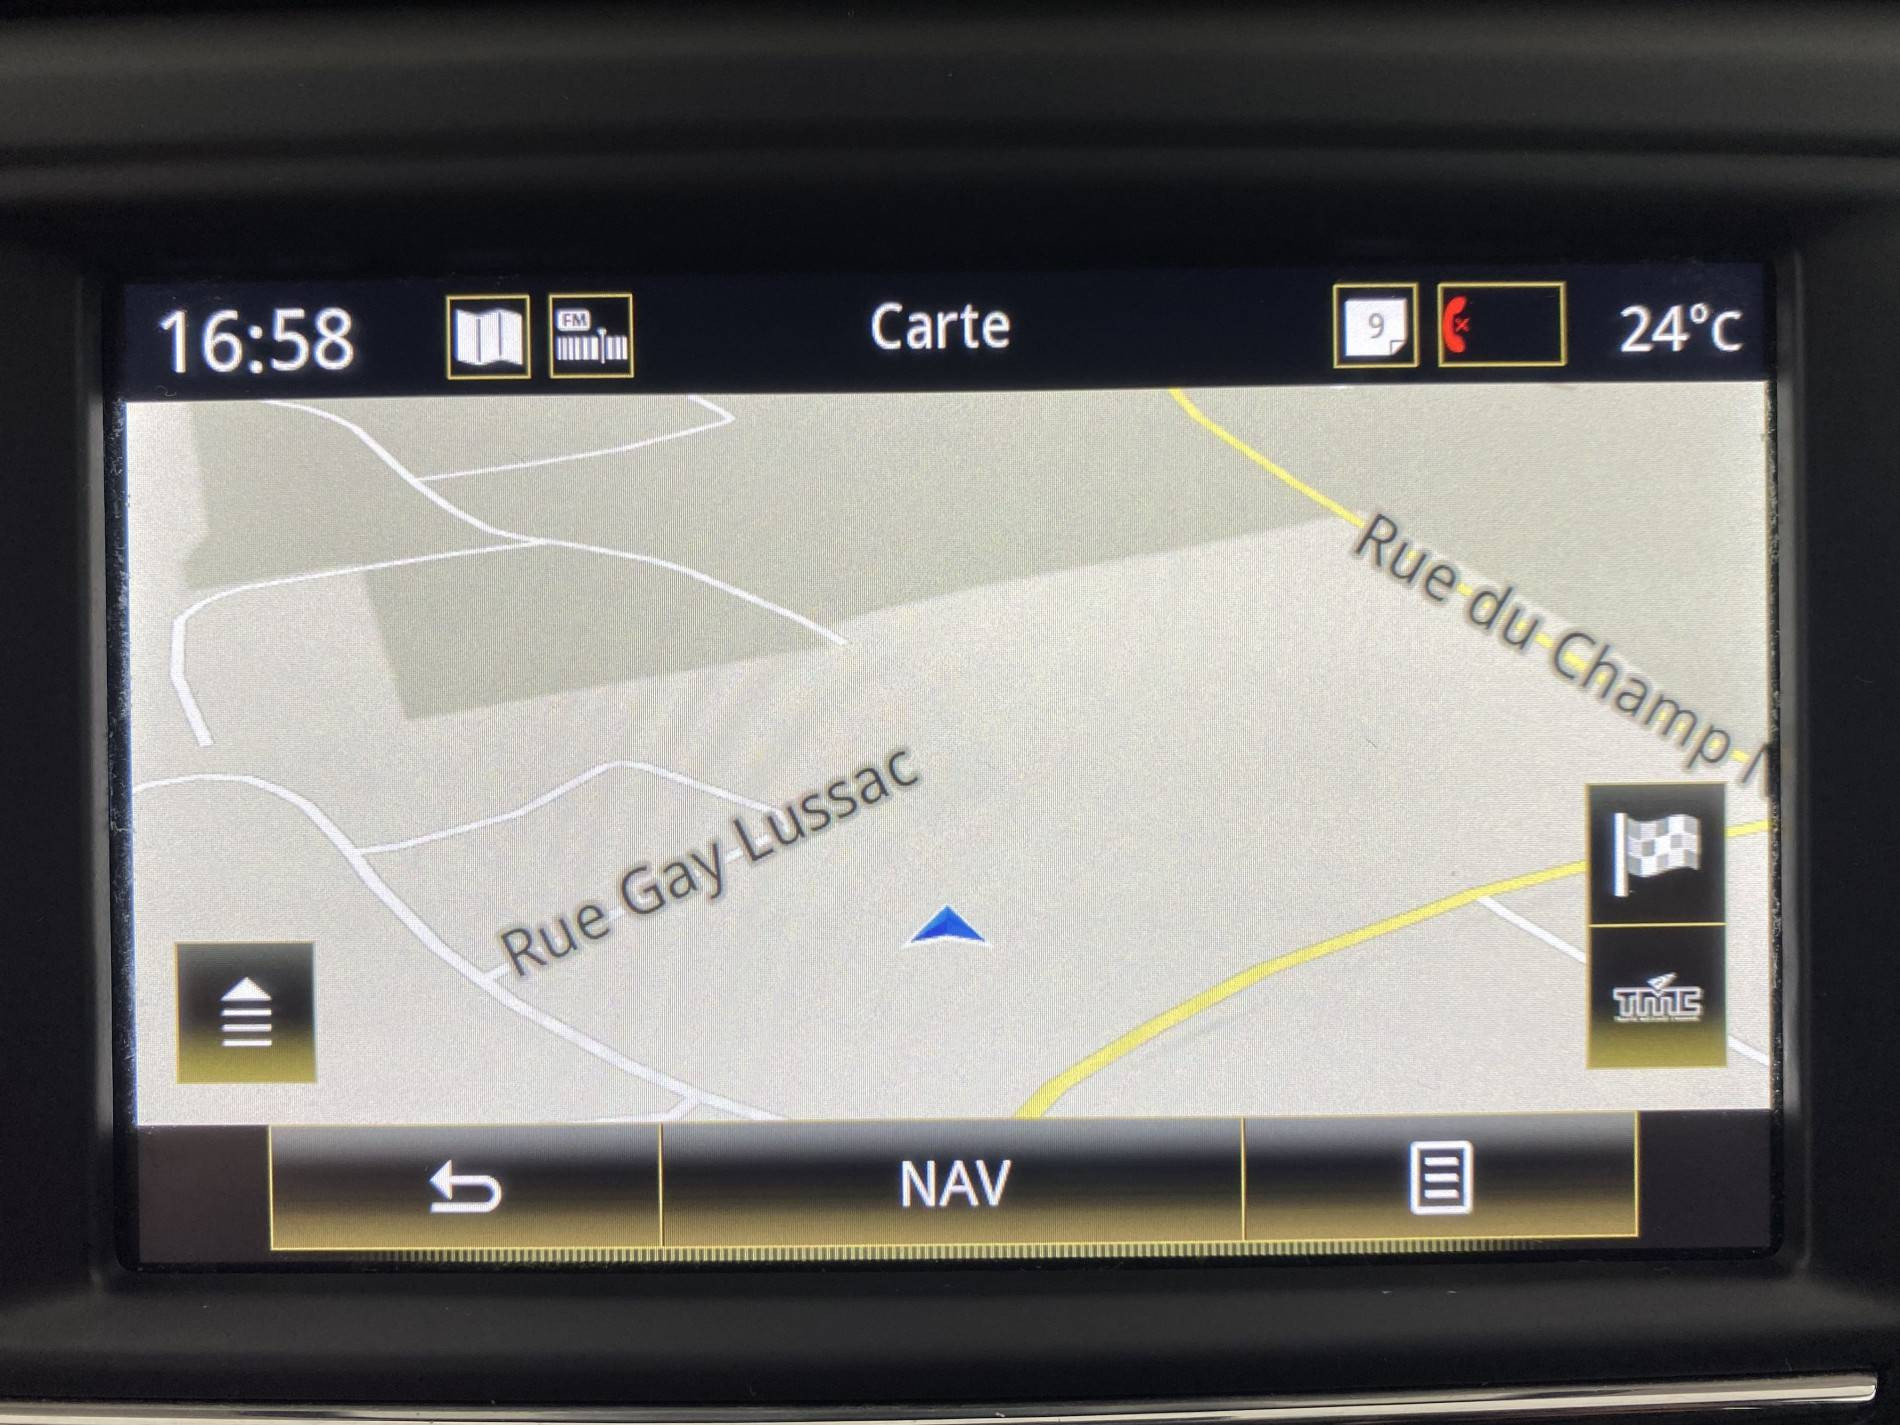 16:58
FM
Carte
9
24°C
Rue du Champ
Rue Gay Lussac
TMC
NAV